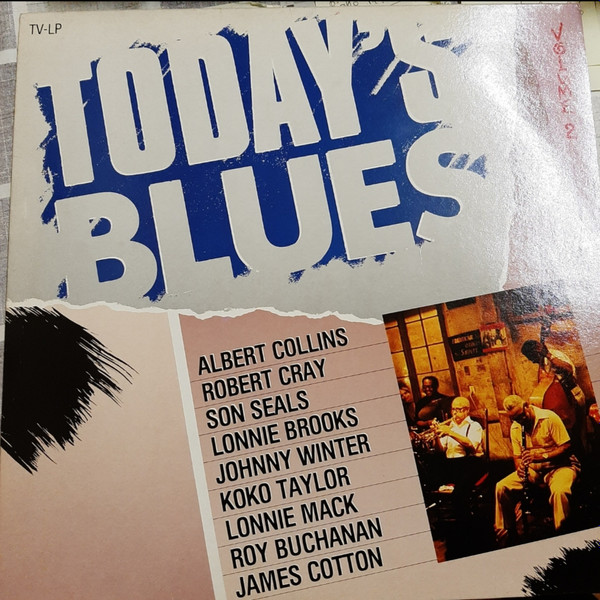 TV-LP
TODAY'S
BLUES
VOLUME 2
ALBERT COLLINS
ROBERT CRAY
SON SEALS
LONNIE BROOKS
JOHNNY WINTER
KOKO TAYLOR
LONNIE MACK
ROY BUCHANAN
JAMES COTTON